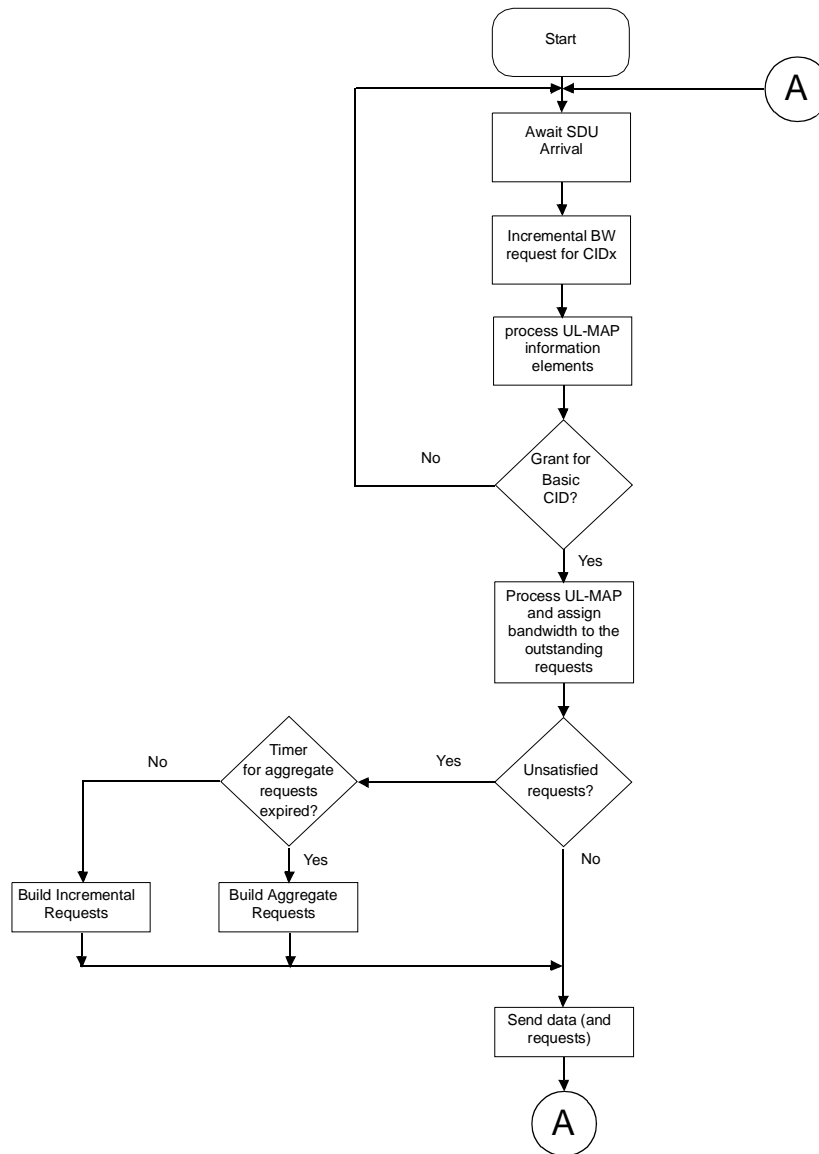 Start
A
Await SDU
Arrival
Incremental BW
request for CIDx
process UL-MAP
information
elements
No
Grant for
Basic
CID?
Yes
Process UL-MAP
and assign
bandwidth to the
outstanding
requests
No
Timer
for aggregate
requests
expired?
Yes
Unsatisfied
requests?
Yes
No
Build Incremental
Requests
Build Aggregate
Requests
Send data (and
requests)
A